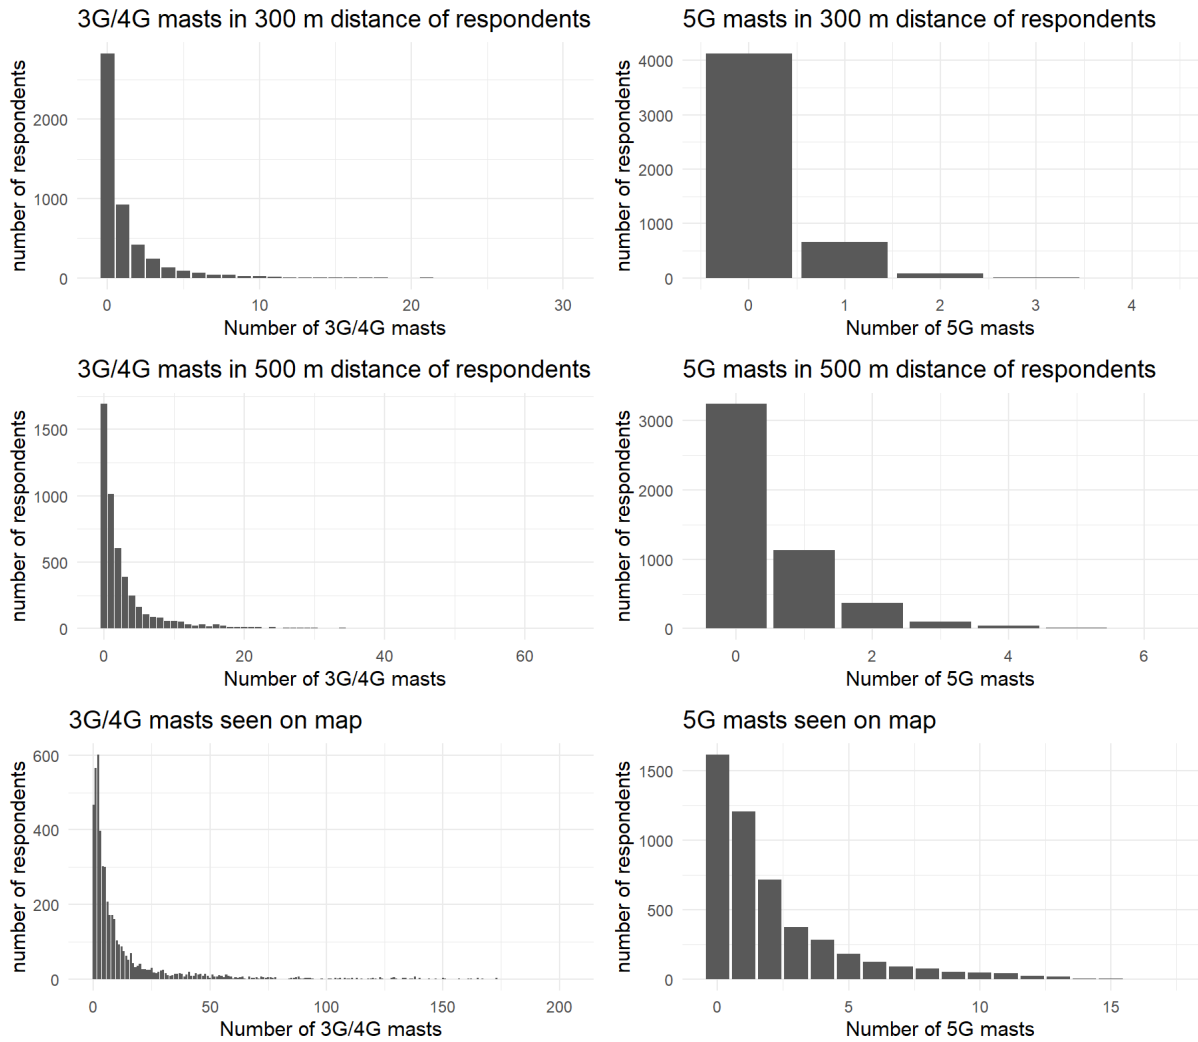 3G/4G masts in 300 m distance of respondents
number of respondents
2000
1000
0
0 10 20 30
Number of 3G/4G masts
5G masts in 300 m distance of respondents
number of respondents
4000
3000
2000
1000
0
0 1 2 3 4
Number of 5G masts
3G/4G masts in 500 m distance of respondents
number of respondents
1500
1000
500
0
0 20 40 60
Number of 3G/4G masts
5G masts in 500 m distance of respondents
number of respondents
3000
2000
1000
0
0 2 4 6
Number of 5G masts
3G/4G masts seen on map
number of respondents
600
400
200
0
0 50 100 150 200
Number of 3G/4G masts
5G masts seen on map
number of respondents
1500
1000
500
0
0 5 10 15
Number of 5G masts